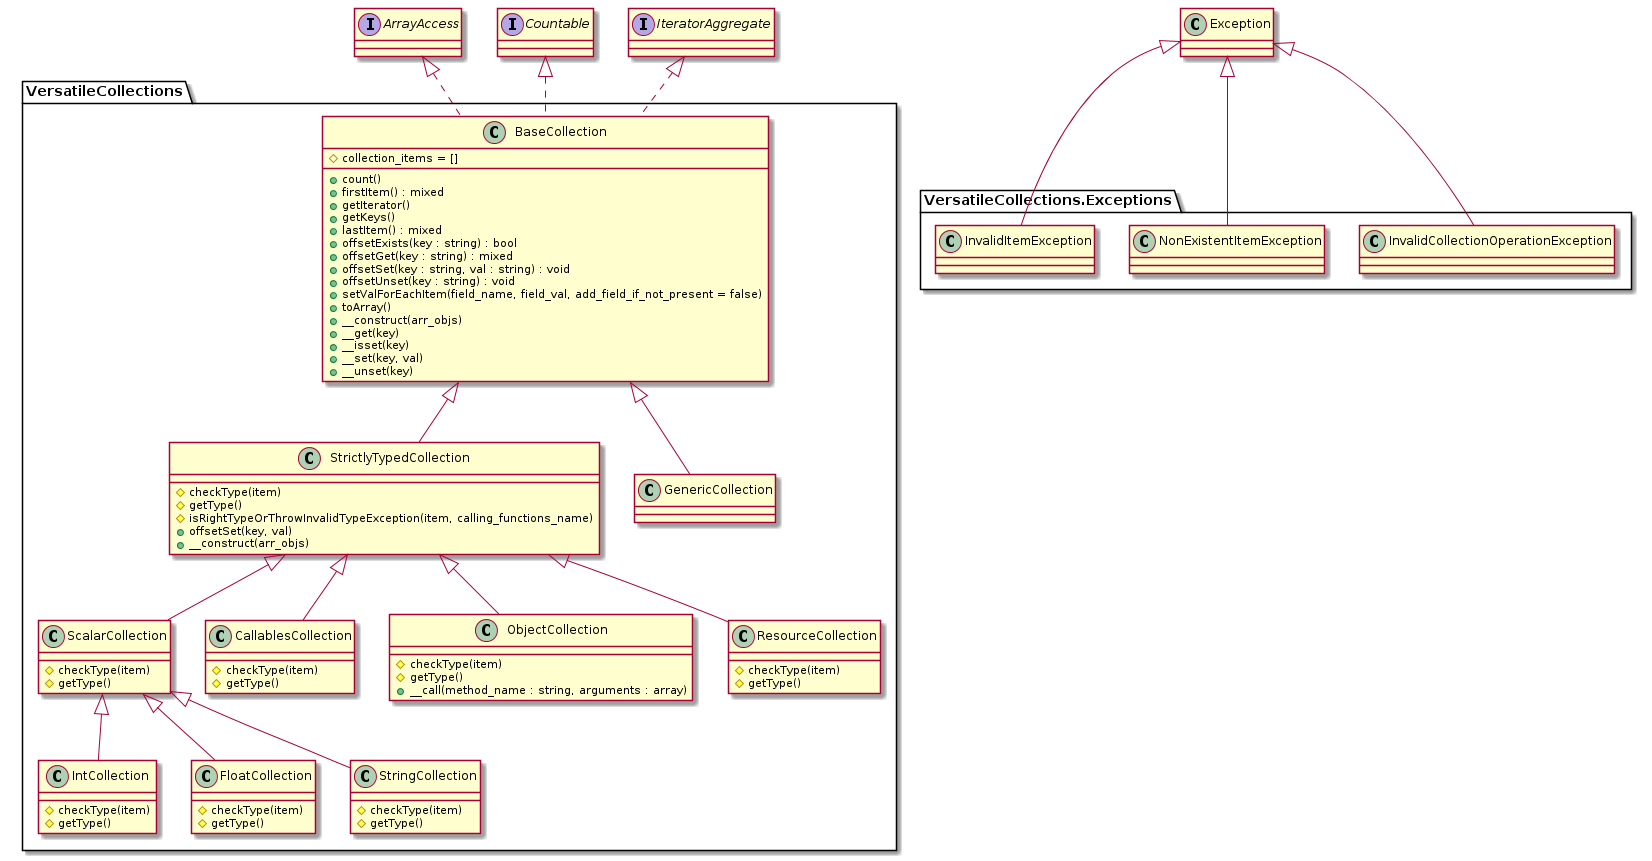 I ArrayAccess
I Countable
I IteratorAggregate
C Exception
VersatileCollections
C BaseCollection
collection_items = []
count()
firstItem() : mixed
getIterator()
getKeys()
lastItem() : mixed
offsetExists(key : string) : bool
offsetGet(key : string) : mixed
offsetSet(key : string, val : string) : void
offsetUnset(key : string) : void
setValForEachItem(field_name, field_val, add_field_if_not_present = false)
toArray()
__construct(arr_objs)
__get(key)
__isset(key)
__set(key, val)
__unset(key)
VersatileCollections.Exceptions
C InvalidItemException
C NonExistentItemException
C InvalidCollectionOperationException
C StrictlyTypedCollection
checkType(item)
getType()
isRightTypeOrThrowInvalidTypeException(item, calling_functions_name)
offsetSet(key, val)
__construct(arr_objs)
C GenericCollection
C ScalarCollection
checkType(item)
getType()
C CallablesCollection
checkType(item)
getType()
C ObjectCollection
checkType(item)
getType()
__call(method_name : string, arguments : array)
C ResourceCollection
checkType(item)
getType()
C IntCollection
checkType(item)
getType()
C FloatCollection
checkType(item)
getType()
C StringCollection
checkType(item)
getType()